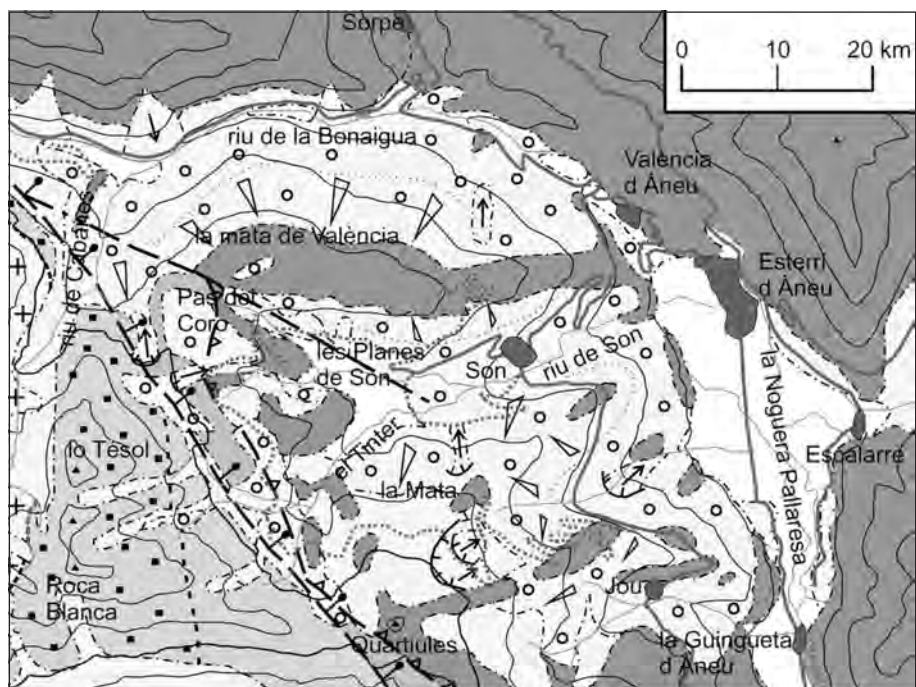 Sorpe
0 10 20 km
riu de la Bonaigua
València
d Àneu
la mata de València
riu de Cabanes
Esterri
d Àneu
Pas del
Coro
les Planes
de Son
Son
riu de Son
la Noguera Pallaresa
lo Tésol
el Tinter
la Mata
Escalarre
Roca
Blanca
Jou
Quartiules
la Guingueta
d Àneu